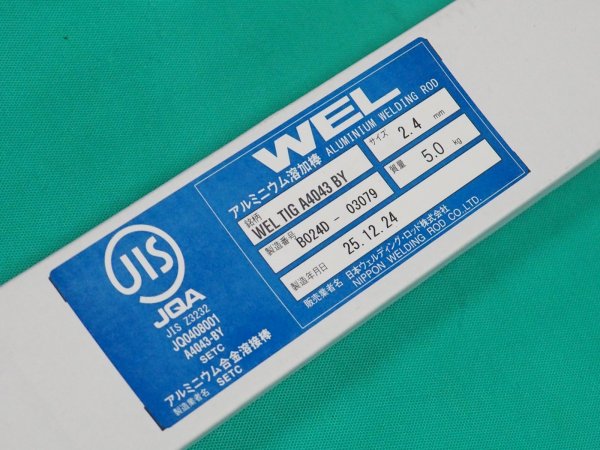 WEL
アルミニウム溶加棒 ALUMINIUM WELDING ROD
銘柄 WEL TIG A4043 BY サイズ 2.4 mm
製造番号 B024D - 03079 質量 5.0 kg
製造年月日 25.12.24
販売業者名 日本ウェルディング・ロッド株式会社
NIPPON WELDING ROD CO.,LTD.
JIS
JQA
JIS Z3232
JQ0408001
A4043-BY
SETC
アルミニウム合金溶接棒
製造業者名 SETC